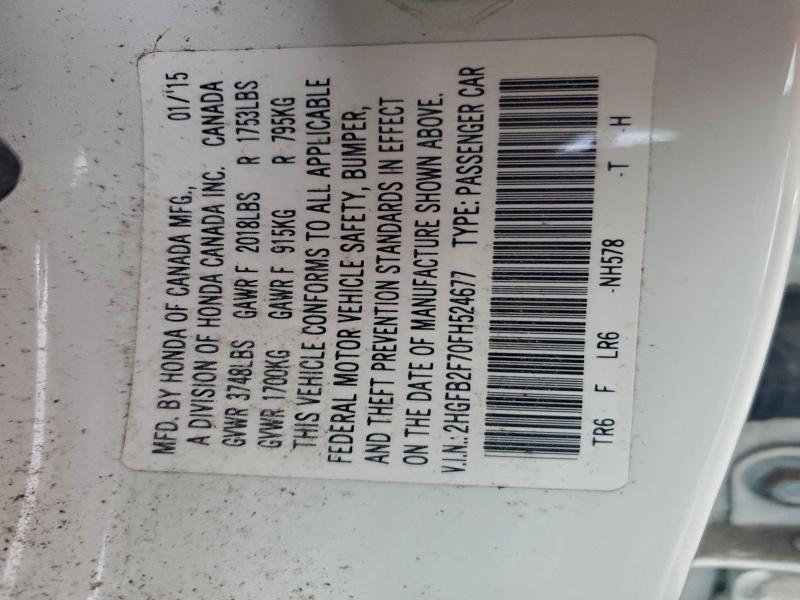 MFD. BY HONDA OF CANADA MFG., 01/'15
A DIVISION OF HONDA CANADA INC. CANADA
GVWR 3748LBS GAWR F 2018LBS R 1753LBS
GVWR 1700KG GAWR F 915KG R 795KG
THIS VEHICLE CONFORMS TO ALL APPLICABLE
FEDERAL MOTOR VEHICLE SAFETY, BUMPER,
AND THEFT PREVENTION STANDARDS IN EFFECT
ON THE DATE OF MANUFACTURE SHOWN ABOVE.
V.I.N.: 2HGFB2F70FH524677 TYPE: PASSENGER CAR
TR6 F LR6 -NH578 -T -H